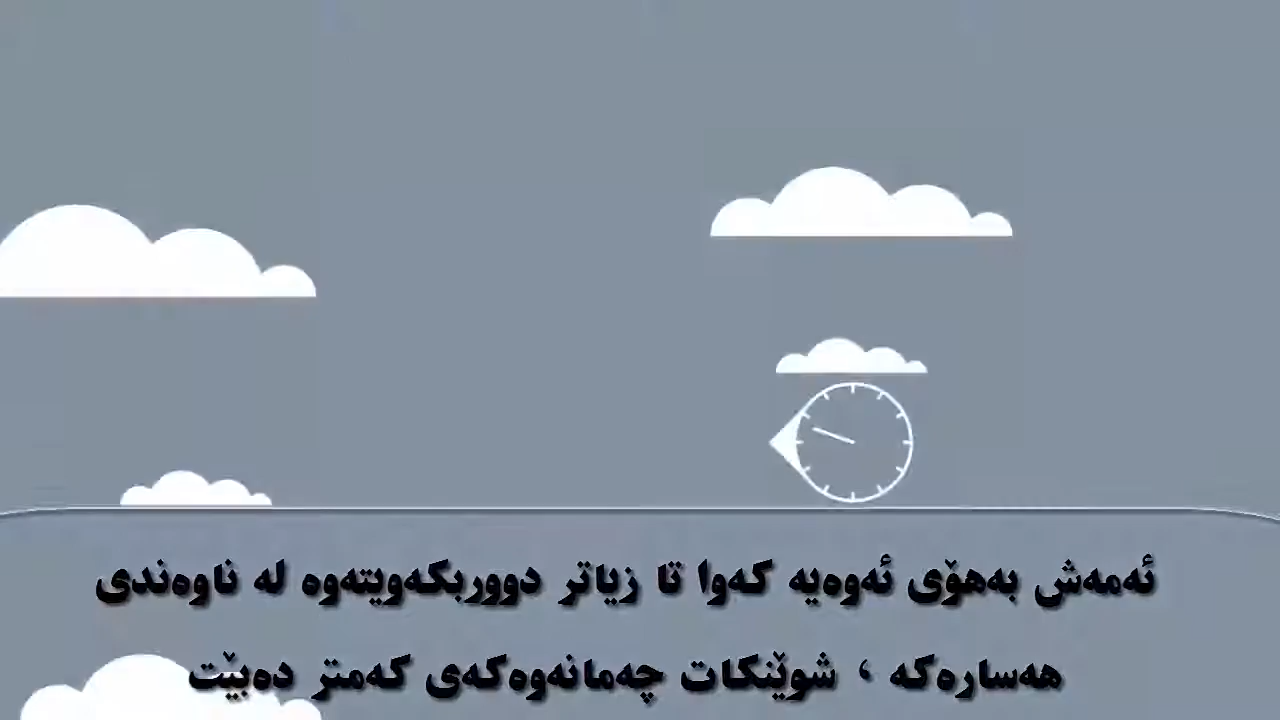 ئەمەش بەهۆی ئەوەیە کەوا تا زیاتر دووربکەویتەوە لە ناوەندی
هەسارەکە ، شوێنکات چەمانەوەکەی کەمتر دەبێت